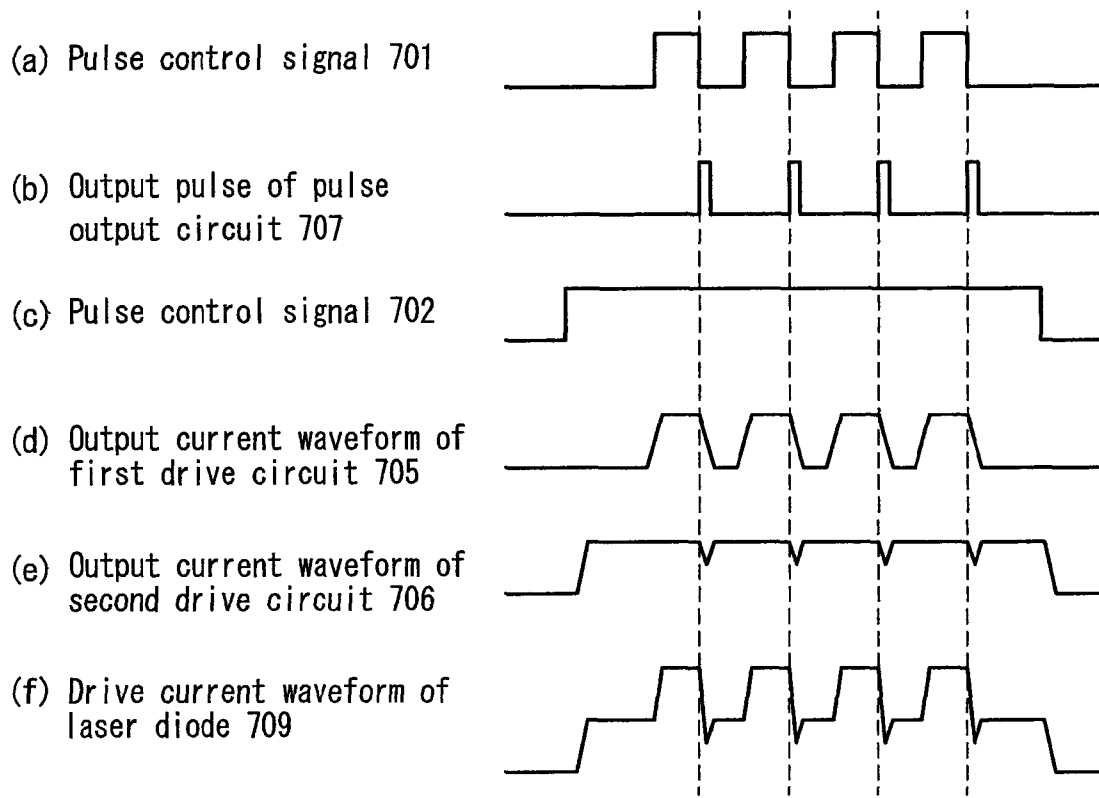 (a) Pulse control signal 701
(b) Output pulse of pulse
output circuit 707
(c) Pulse control signal 702
(d) Output current waveform of
first drive circuit 705
(e) Output current waveform of
second drive circuit 706
(f) Drive current waveform of
laser diode 709